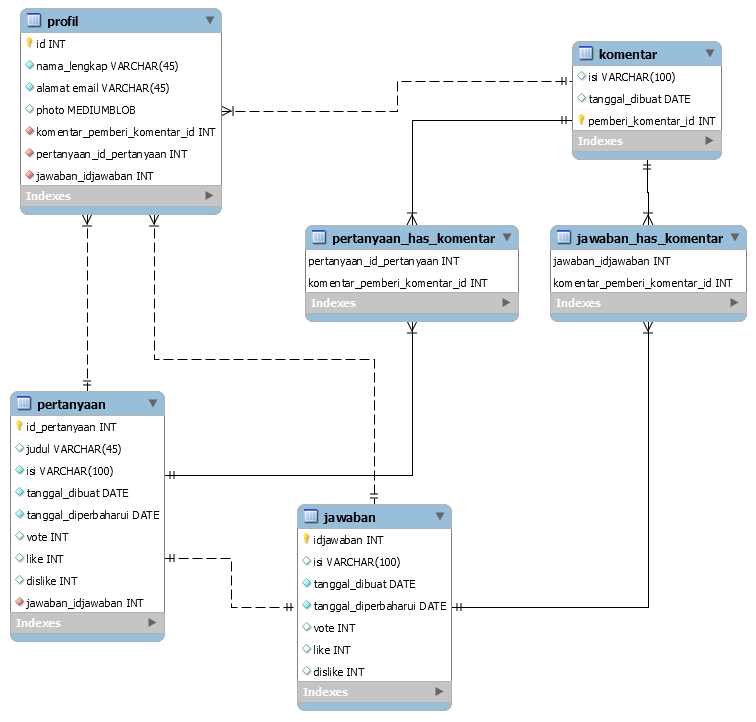 profil
id INT
nama_lengkap VARCHAR(45)
alamat email VARCHAR(45)
photo MEDIUMBLOB
komentar_pemberi_komentar_id INT
pertanyaan_id_pertanyaan INT
jawaban_idjawaban INT
Indexes
komentar
isi VARCHAR(100)
tanggal_dibuat DATE
pemberi_komentar_id INT
Indexes
pertanyaan_has_komentar
pertanyaan_id_pertanyaan INT
komentar_pemberi_komentar_id INT
Indexes
jawaban_has_komentar
jawaban_idjawaban INT
komentar_pemberi_komentar_id INT
Indexes
pertanyaan
id_pertanyaan INT
judul VARCHAR(45)
isi VARCHAR(100)
tanggal_dibuat DATE
tanggal_diperbaharui DATE
vote INT
like INT
dislike INT
jawaban_idjawaban INT
Indexes
jawaban
idjawaban INT
isi VARCHAR(100)
tanggal_dibuat DATE
tanggal_diperbaharui DATE
vote INT
like INT
dislike INT
Indexes